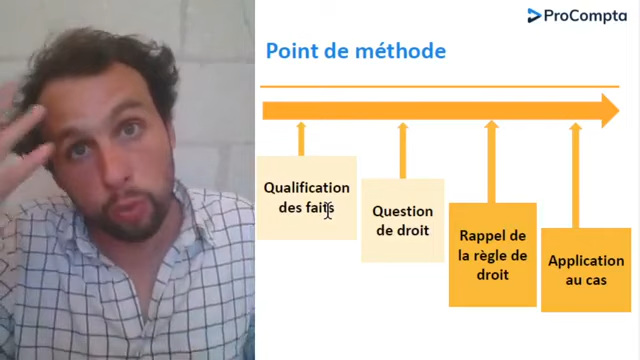 ProCompta
Point de méthode
Qualification
des faits
Question
de droit
Rappel de
la règle de
droit
Application
au cas